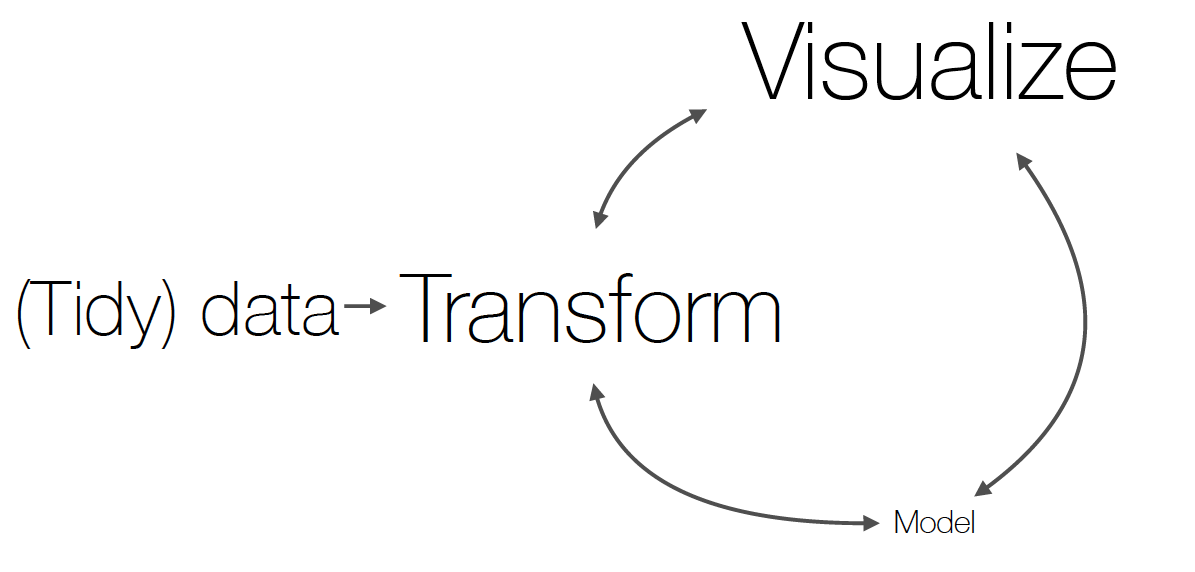 Visualize
(Tidy) data
Transform
Model